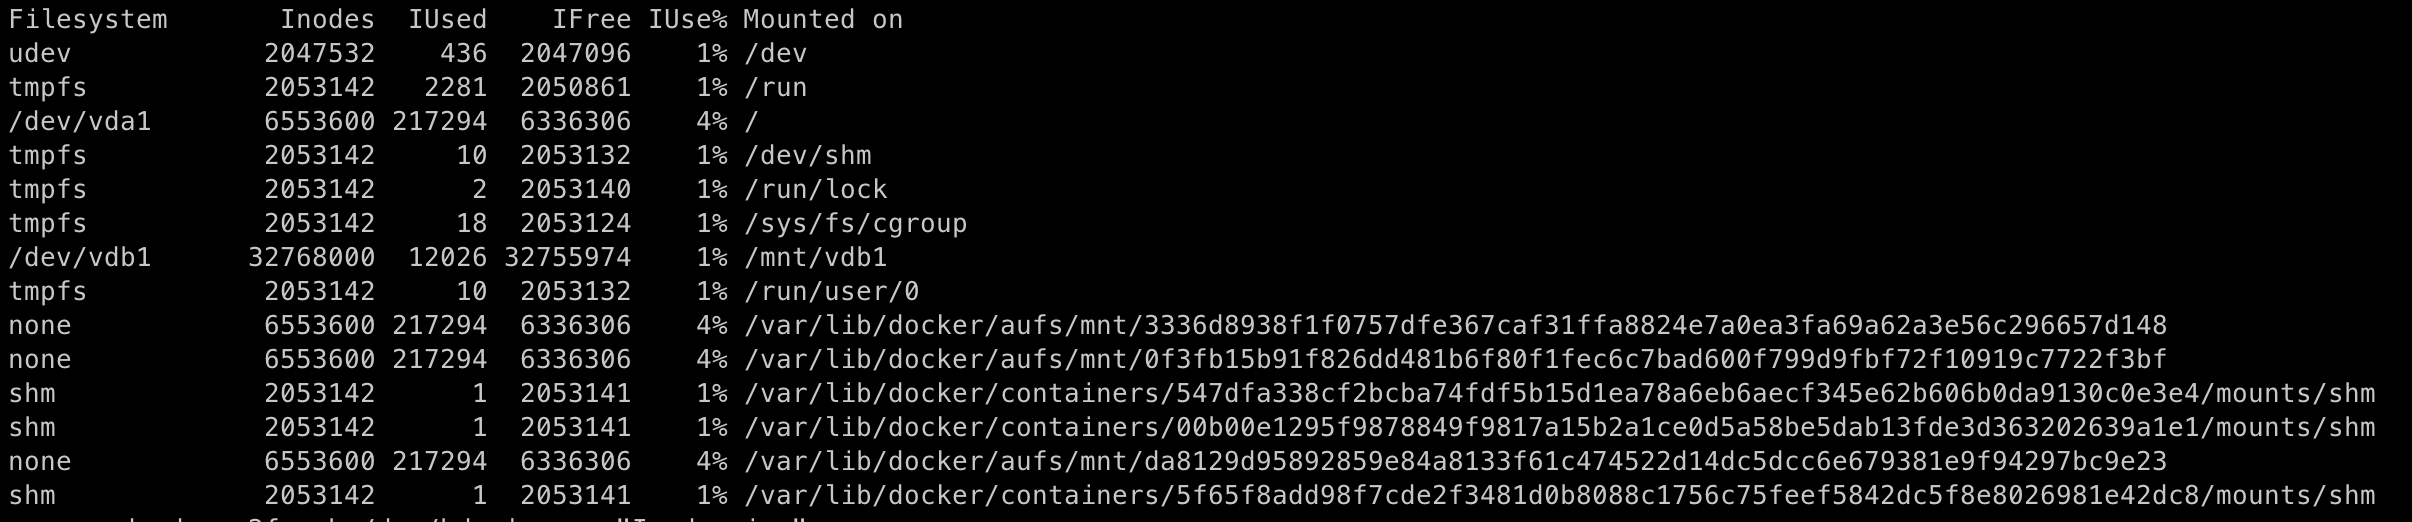 Filesystem       Inodes  IUsed    IFree IUse% Mounted on
udev            2047532    436  2047096    1% /dev
tmpfs           2053142   2281  2050861    1% /run
/dev/vda1       6553600 217294  6336306    4% /
tmpfs           2053142     10  2053132    1% /dev/shm
tmpfs           2053142      2  2053140    1% /run/lock
tmpfs           2053142     18  2053124    1% /sys/fs/cgroup
/dev/vdb1      32768000  12026 32755974    1% /mnt/vdb1
tmpfs           2053142     10  2053132    1% /run/user/0
none            6553600 217294  6336306    4% /var/lib/docker/aufs/mnt/3336d8938f1f0757dfe367caf31ffa8824e7a0ea3fa69a62a3e56c296657d148
none            6553600 217294  6336306    4% /var/lib/docker/aufs/mnt/0f3fb15b91f826dd481b6f80f1fec6c7bad600f799d9fbf72f10919c7722f3bf
shm             2053142      1  2053141    1% /var/lib/docker/containers/547dfa338cf2bcba74fdf5b15d1ea78a6eb6aecf345e62b606b0da9130c0e3e4/mounts/shm
shm             2053142      1  2053141    1% /var/lib/docker/containers/00b00e1295f9878849f9817a15b2a1ce0d5a58be5dab13fde3d363202639a1e1/mounts/shm
none            6553600 217294  6336306    4% /var/lib/docker/aufs/mnt/da8129d95892859e84a8133f61c474522d14dc5dcc6e679381e9f94297bc9e23
shm             2053142      1  2053141    1% /var/lib/docker/containers/5f65f8add98f7cde2f3481d0b8088c1756c75feef5842dc5f8e8026981e42dc8/mounts/shm